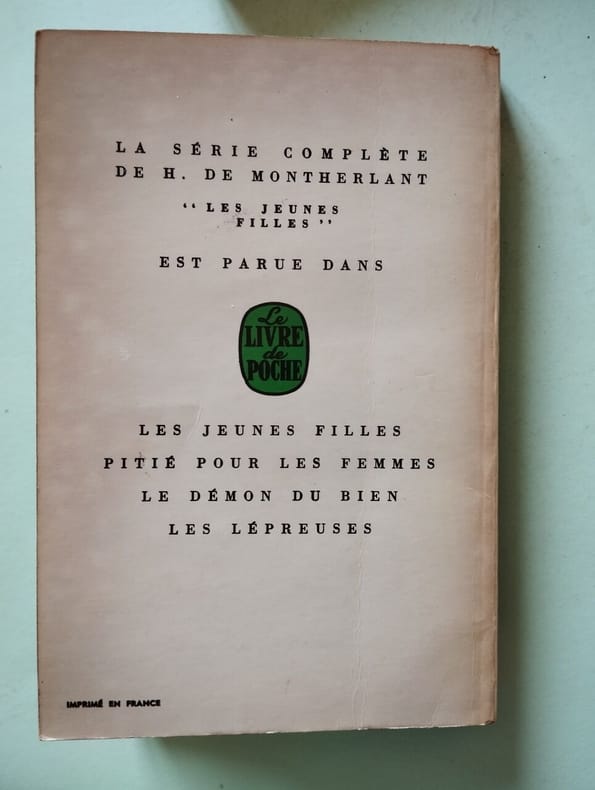 LA SÉRIE COMPLÈTE
DE H. DE MONTHERLANT
“LES JEUNES
FILLES”
EST PARUE DANS
Le
LIVRE
de
POCHE
LES JEUNES FILLES
PITIÉ POUR LES FEMMES
LE DÉMON DU BIEN
LES LÉPREUSES
IMPRIMÉ EN FRANCE